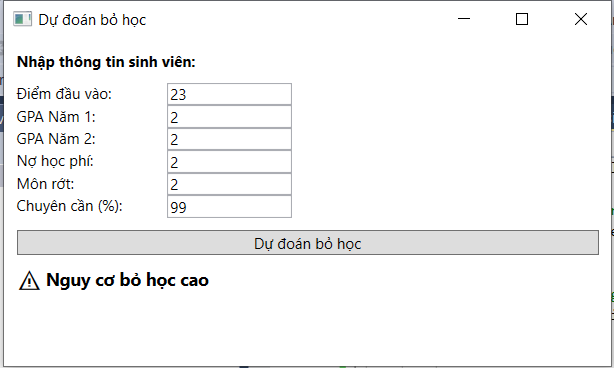 Dự đoán bỏ học
Nhập thông tin sinh viên:
Điểm đầu vào: 23
GPA Năm 1: 2
GPA Năm 2: 2
Nợ học phí: 2
Môn rớt: 2
Chuyên cần (%): 99
Dự đoán bỏ học
⚠ Nguy cơ bỏ học cao